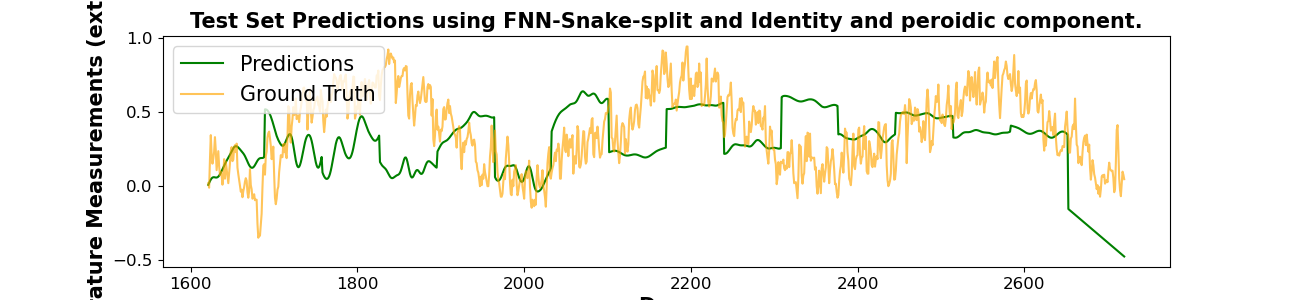 Test Set Predictions using FNN-Snake-split and Identity and peroidic component.
Measurements
1.0
0.5
0.0
−0.5
Predictions
Ground Truth
1600
1800
2000
2200
2400
2600